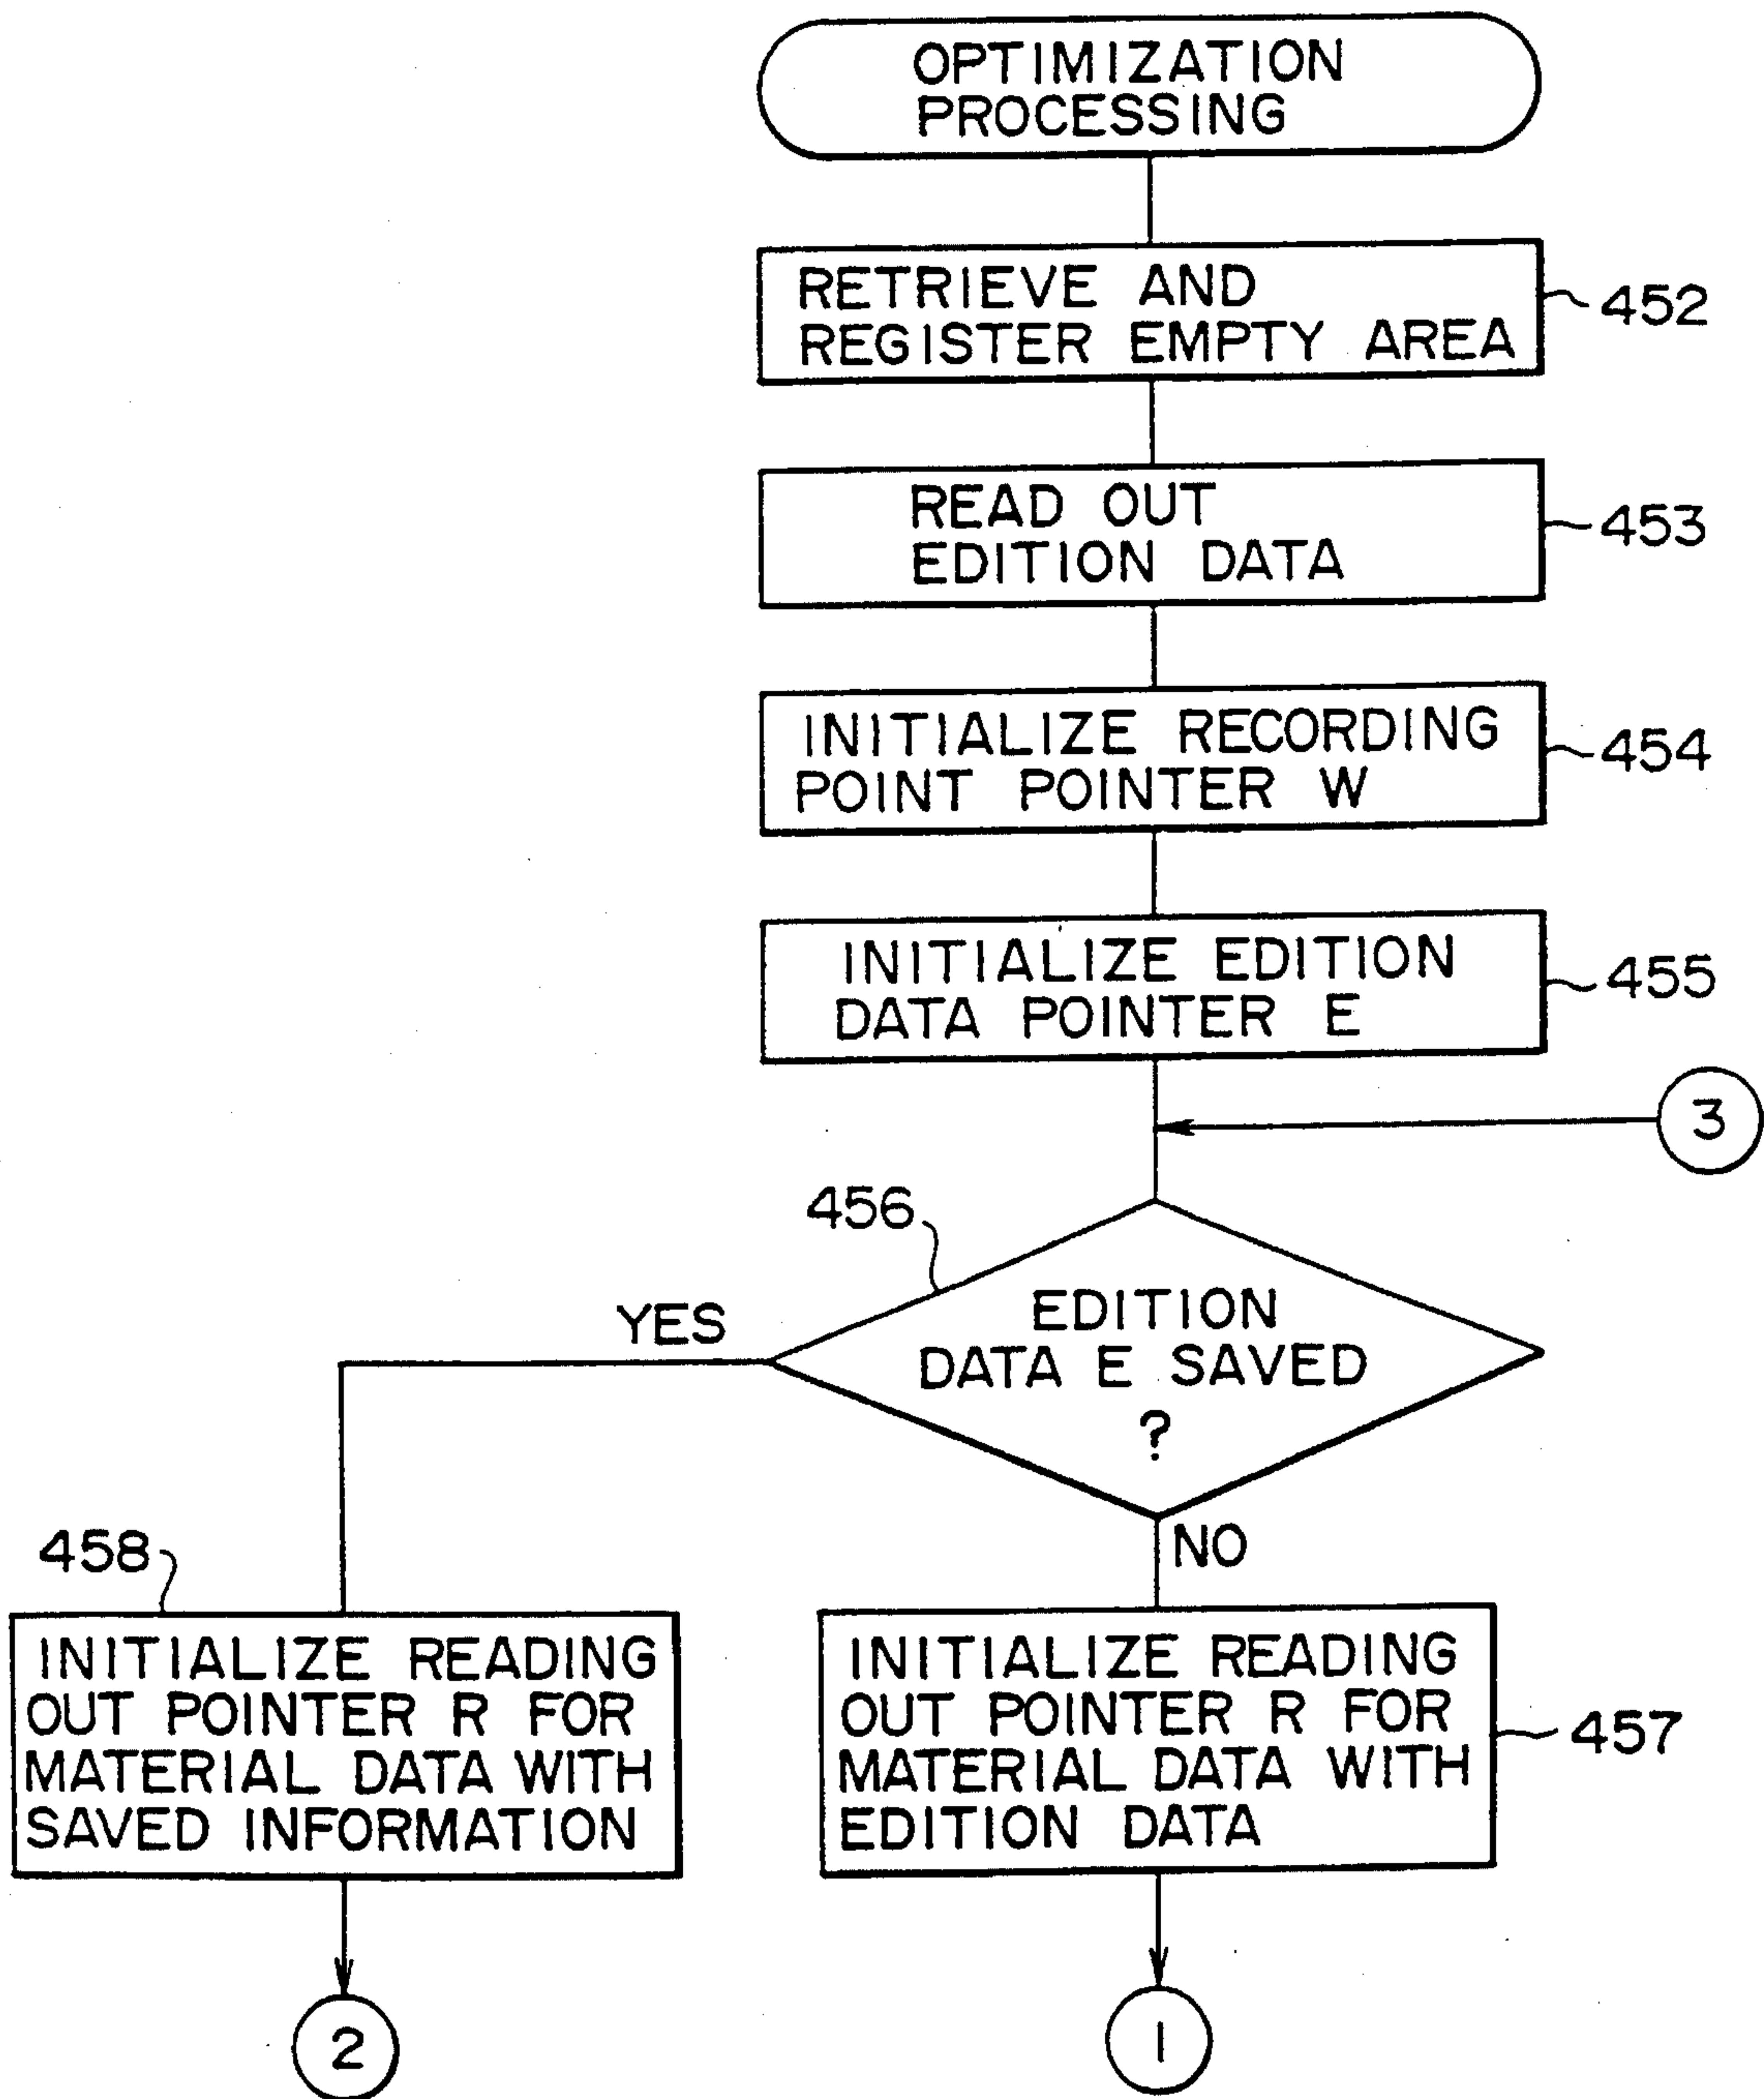 OPTIMIZATION
PROCESSING
RETRIEVE AND
REGISTER EMPTY AREA
452
READ OUT
EDITION DATA
453
INITIALIZE RECORDING
POINT POINTER W
454
INITIALIZE EDITION
DATA POINTER E
455
3
456
EDITION
DATA E SAVED
?
YES
NO
458
INITIALIZE READING
OUT POINTER R FOR
MATERIAL DATA WITH
SAVED INFORMATION
INITIALIZE READING
OUT POINTER R FOR
MATERIAL DATA WITH
EDITION DATA
457
2
1